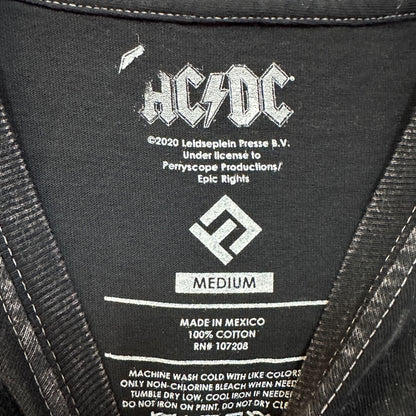 AC⚡DC
©2020 Leidseplein Presse B.V.
Under license to
Perryscope Productions/
Epic Rights
MEDIUM
MADE IN MEXICO
100% COTTON
RN# 107208
MACHINE WASH COLD WITH LIKE COLORS
ONLY NON-CHLORINE BLEACH WHEN NEED
TUMBLE DRY LOW, COOL IRON IF NEEDED
DO NOT IRON ON PRINT, DO NOT DRY CLE